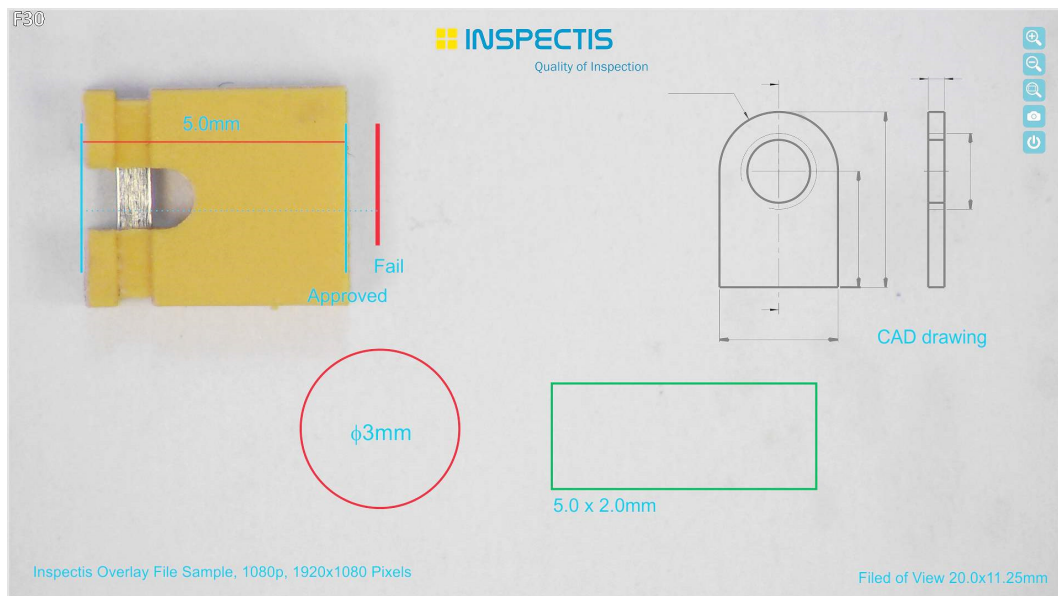 F30
INSPECTIS
Quality of Inspection
5.0mm
Fail
Approved
CAD drawing
ϕ3mm
5.0 x 2.0mm
Inspectis Overlay File Sample, 1080p, 1920x1080 Pixels
Filed of View 20.0x11.25mm